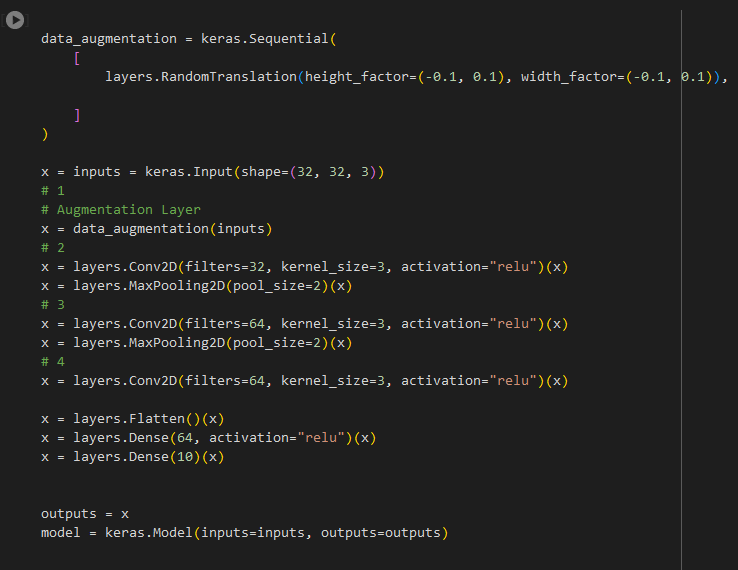 data_augmentation = keras.Sequential(
    [
        layers.RandomTranslation(height_factor=(-0.1, 0.1), width_factor=(-0.1, 0.1)),
    ]
)
x = inputs = keras.Input(shape=(32, 32, 3))
# 1
# Augmentation Layer
x = data_augmentation(inputs)
# 2
x = layers.Conv2D(filters=32, kernel_size=3, activation="relu")(x)
x = layers.MaxPooling2D(pool_size=2)(x)
# 3
x = layers.Conv2D(filters=64, kernel_size=3, activation="relu")(x)
x = layers.MaxPooling2D(pool_size=2)(x)
# 4
x = layers.Conv2D(filters=64, kernel_size=3, activation="relu")(x)
x = layers.Flatten()(x)
x = layers.Dense(64, activation="relu")(x)
x = layers.Dense(10)(x)
outputs = x
model = keras.Model(inputs=inputs, outputs=outputs)